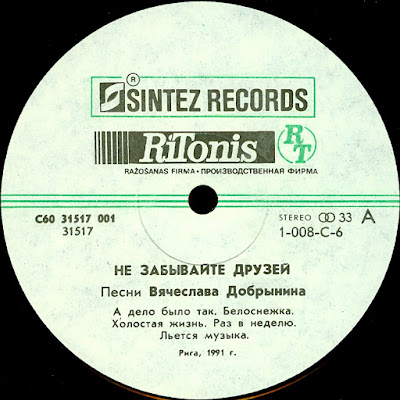 ®
SINTEZ RECORDS
RiTonis
RT
RAŽOŠANAS FIRMA • ПРОИЗВОДСТВЕННАЯ ФИРМА
С60 31517 001
31517
STEREO 33 A
1-008-C-6
НЕ ЗАБЫВАЙТЕ ДРУЗЕЙ
Песни Вячеслава Добрынина
А дело было так. Белоснежка.
Холостая жизнь. Раз в неделю.
Льется музыка.
Рига, 1991 г.